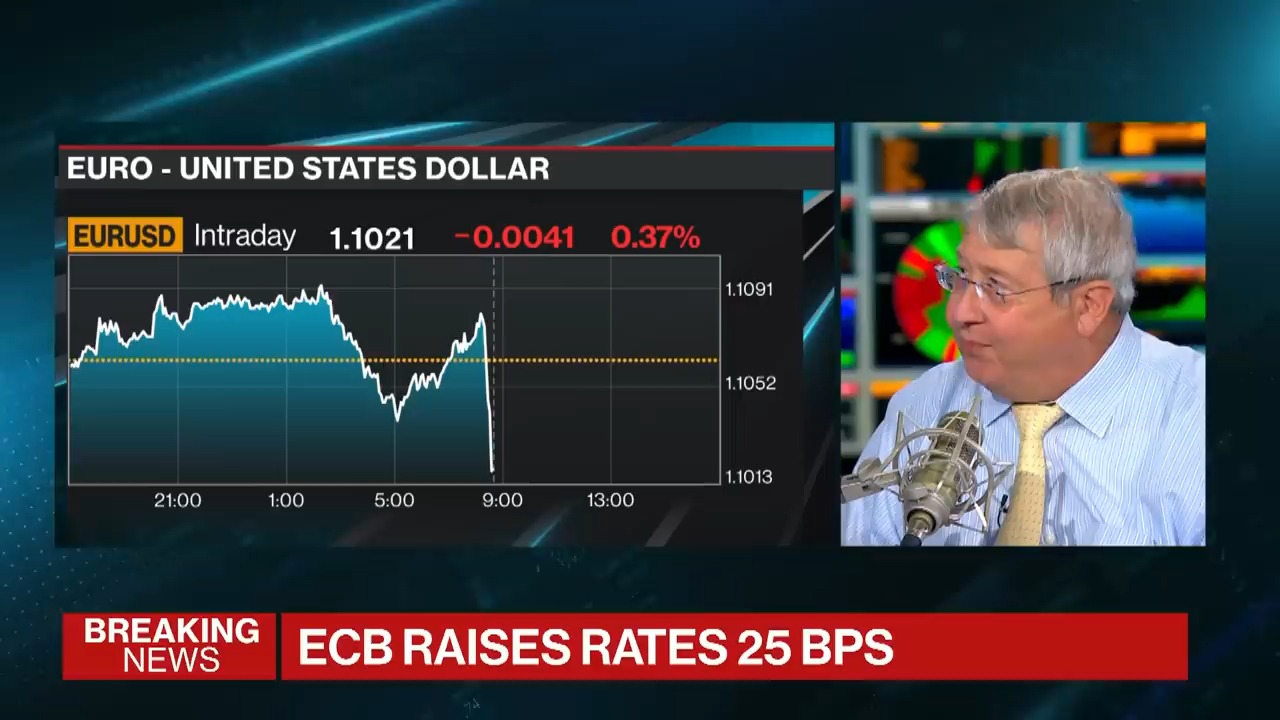 EURO - UNITED STATES DOLLAR
EURUSD Intraday 1.1021 -0.0041 0.37%
1.1091
1.1052
1.1013
21:00 1:00 5:00 9:00 13:00
BREAKING
NEWS
ECB RAISES RATES 25 BPS